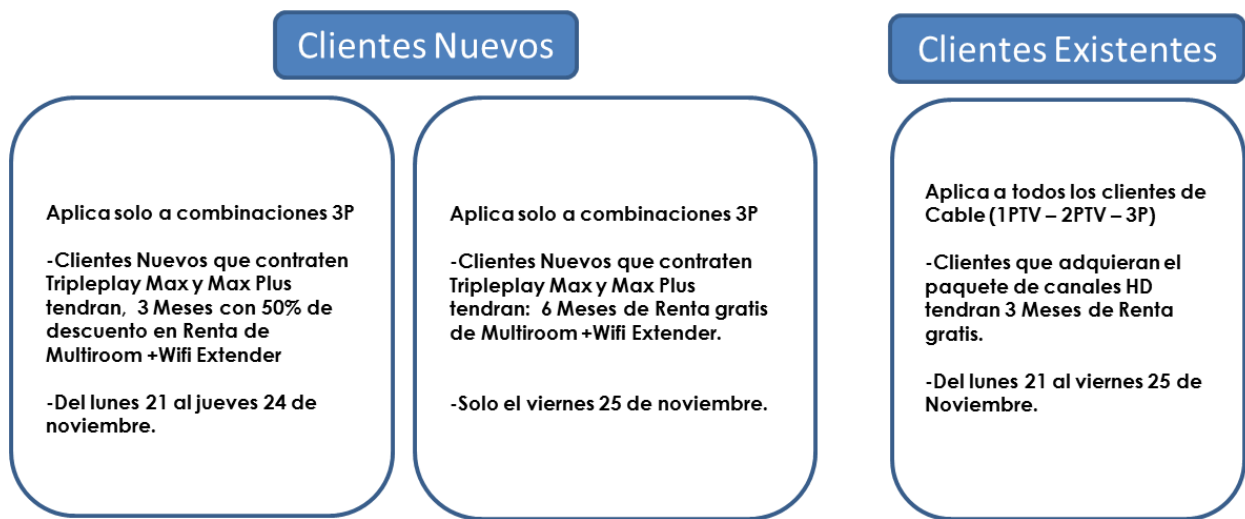 Clientes Nuevos
Aplica solo a combinaciones 3P
-Clientes Nuevos que contraten
Tripleplay Max y Max Plus
tendran, 3 Meses con 50% de
descuento en Renta de
Multiroom +Wifi Extender
-Del lunes 21 al jueves 24 de
noviembre.
Aplica solo a combinaciones 3P
-Clientes Nuevos que contraten
Tripleplay Max y Max Plus
tendran: 6 Meses de Renta gratis
de Multiroom +Wifi Extender.
-Solo el viernes 25 de noviembre.
Clientes Existentes
Aplica a todos los clientes de
Cable (1PTV – 2PTV – 3P)
-Clientes que adquieran el
paquete de canales HD
tendran 3 Meses de Renta
gratis.
-Del lunes 21 al viernes 25 de
Noviembre.